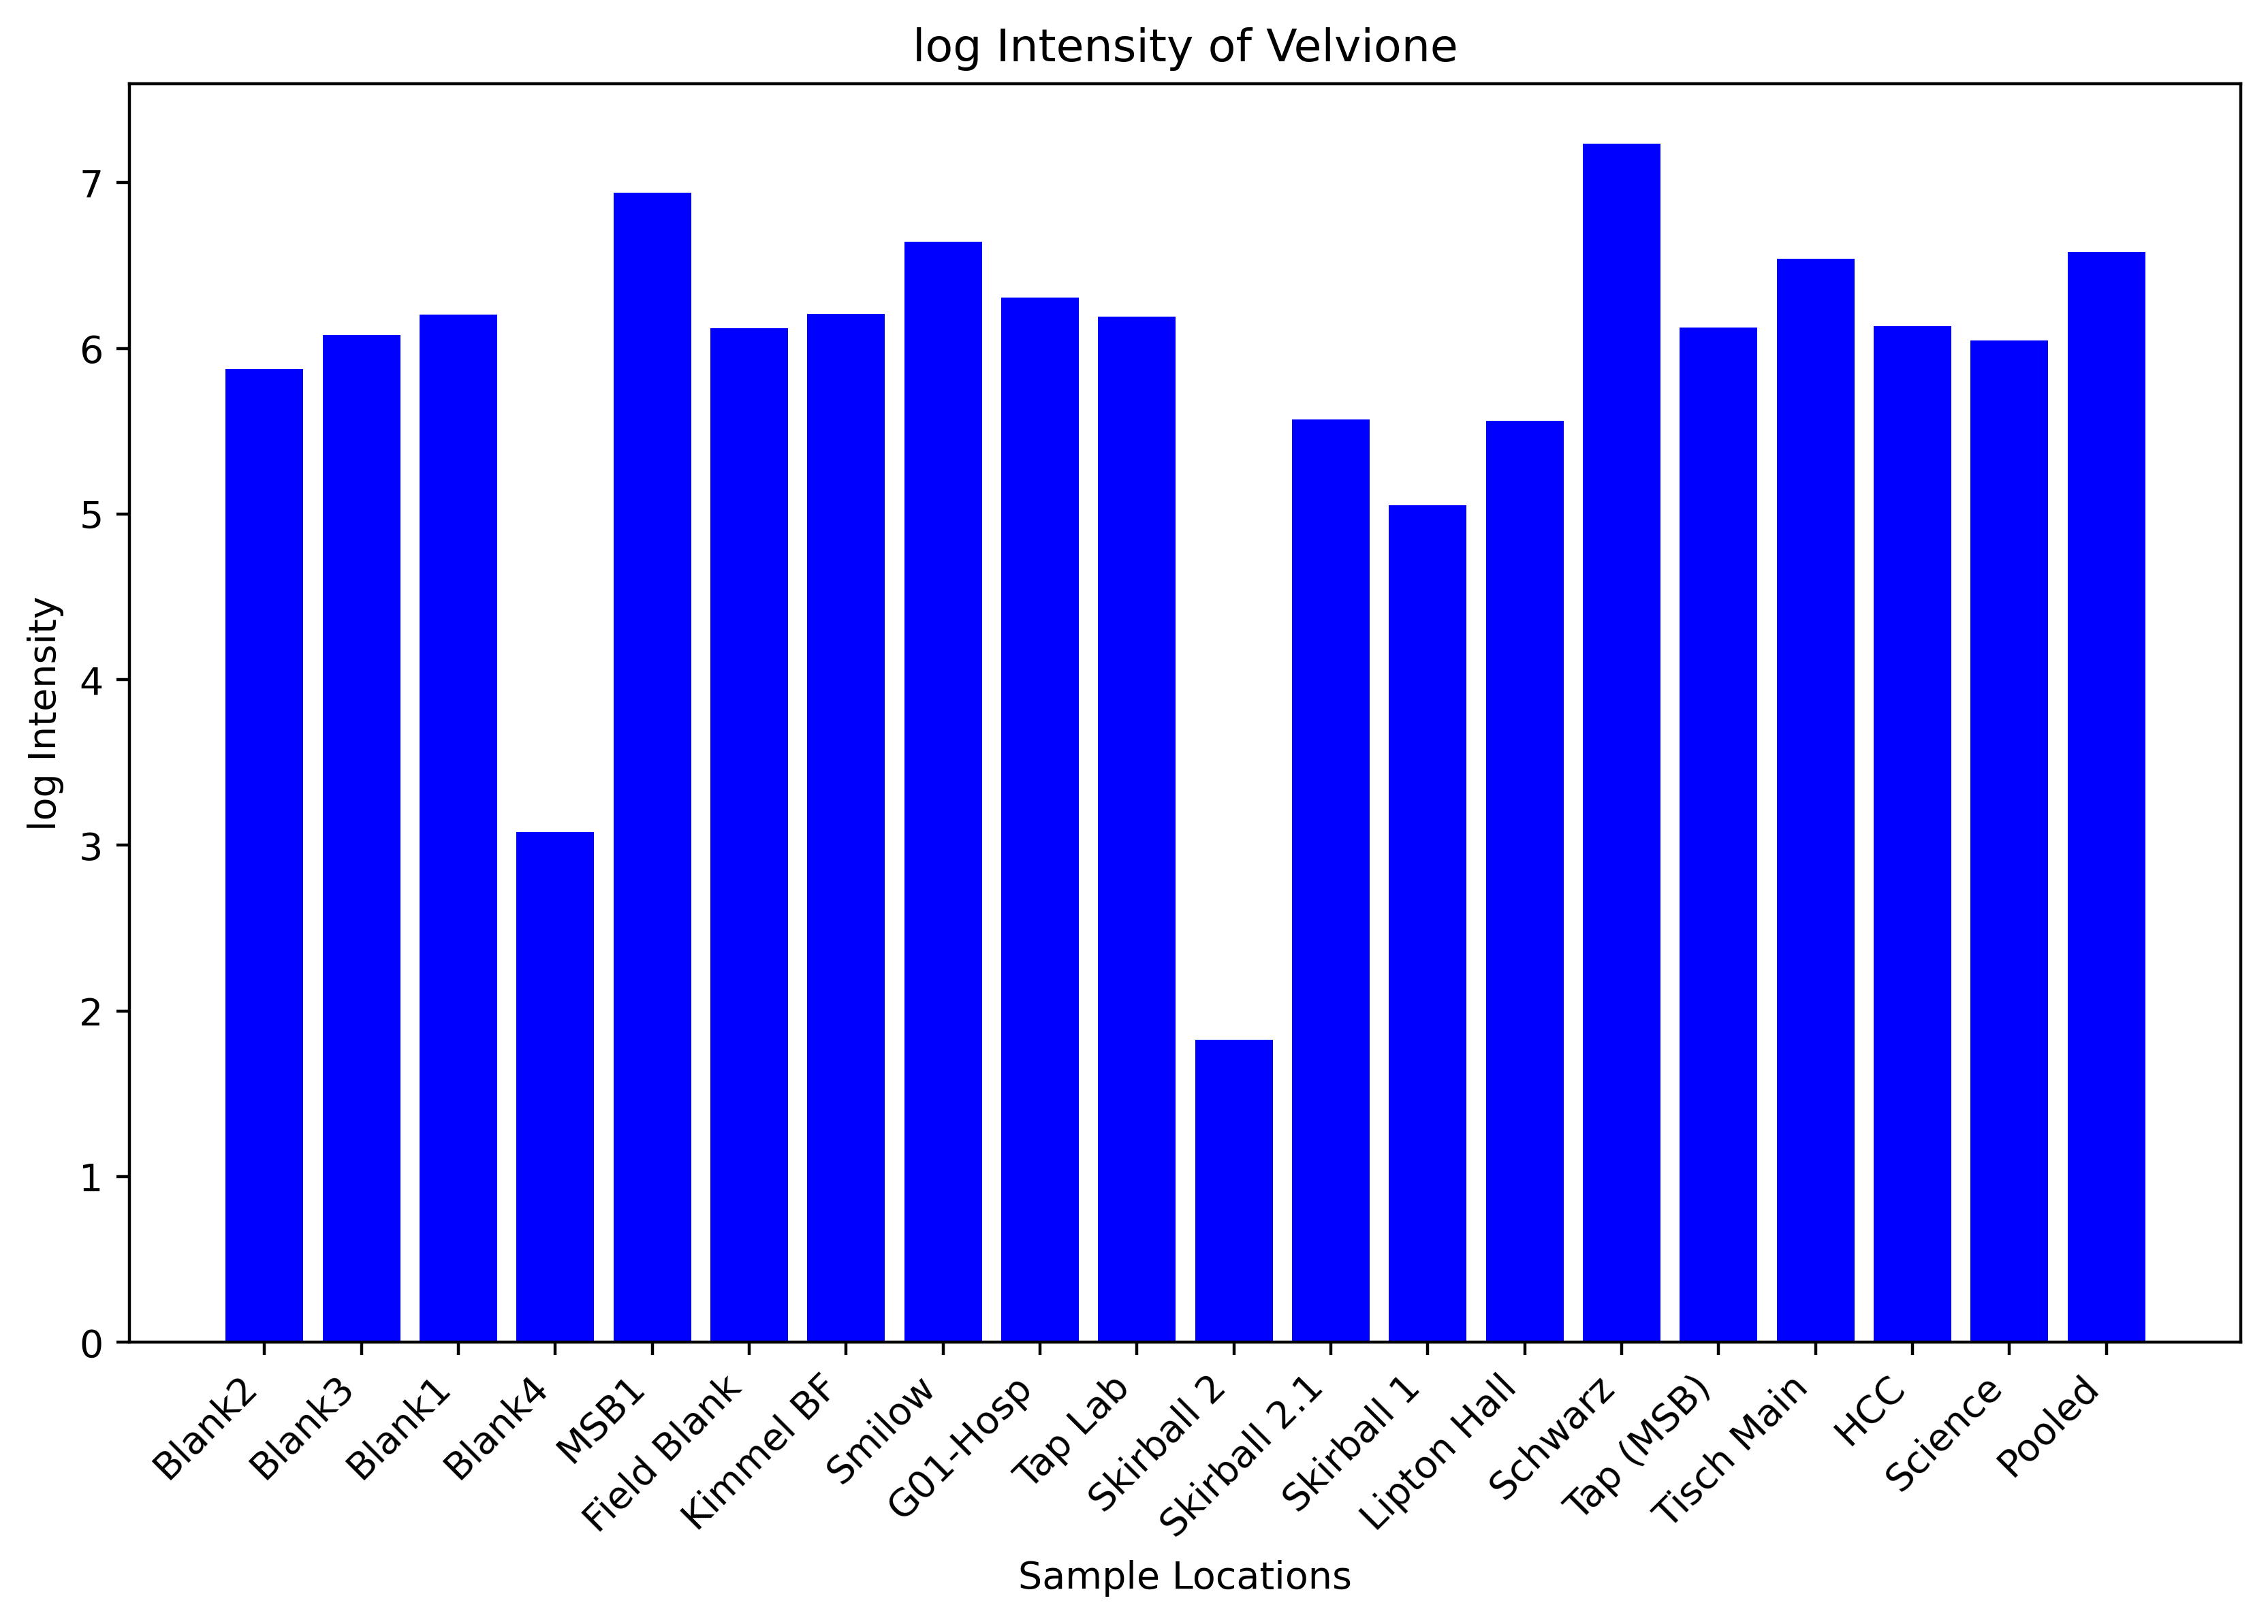 log Intensity of Velvione
log Intensity
7
6
5
4
3
2
1
0
Blank2
Blank3
Blank1
Blank4
MSB1
Field Blank
Kimmel BF
Smilow
G01-Hosp
Tap Lab
Skirball 2
Skirball 2.1
Skirball 1
Lipton Hall
Schwarz
Tap (MSB)
Tisch Main
HCC
Science
Pooled
Sample Locations